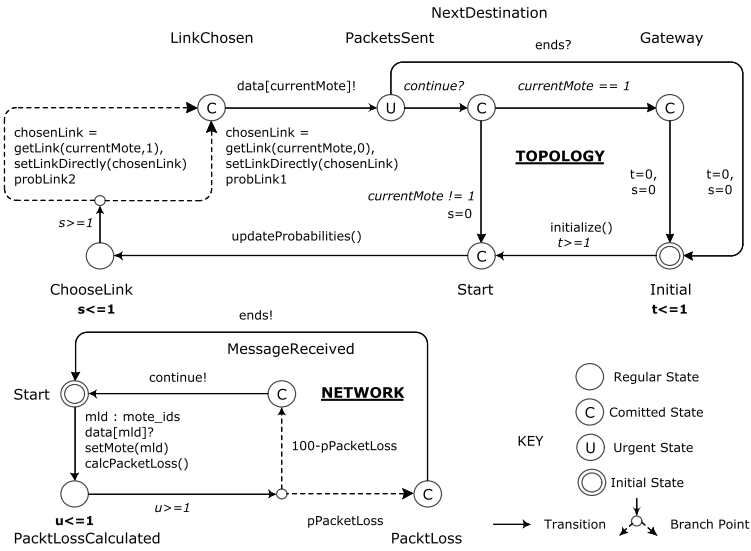 NextDestination
LinkChosen
PacketsSent
Gateway
ends?
data[currentMote]!
continue?
currentMote == 1
C
U
C
C
chosenLink =
getLink(currentMote,1),
setLinkDirectly(chosenLink)
probLink2
chosenLink =
getLink(currentMote,0),
setLinkDirectly(chosenLink)
probLink1
TOPOLOGY
t=0,
s=0
t=0,
s=0
currentMote != 1
s=0
s>=1
updateProbabilities()
initialize()
t>=1
C
ChooseLink
s<=1
Start
Initial
t<=1
ends!
MessageReceived
continue!
Start
C
NETWORK
mId : mote_ids
data[mId]?
setMote(mId)
calcPacketLoss()
100-pPacketLoss
u>=1
C
u<=1
pPacketLoss
PacktLossCalculated
PacktLoss
KEY
Regular State
C
Comitted State
U
Urgent State
Initial State
Transition
Branch Point